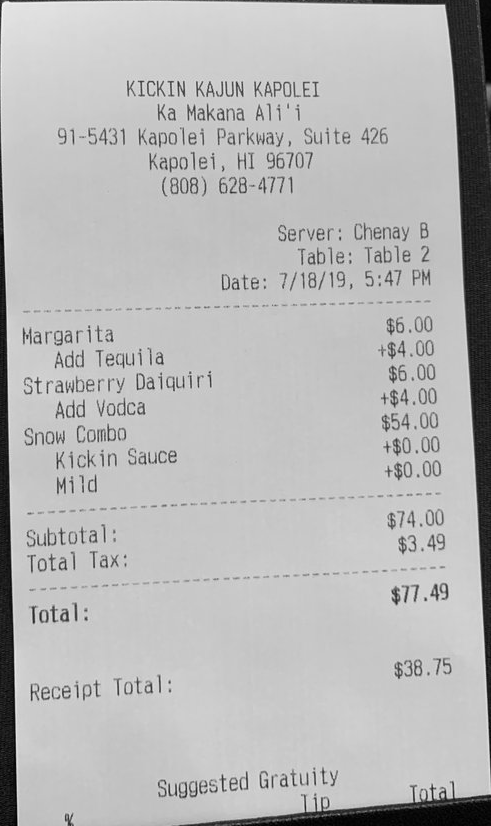 KICKIN KAJUN KAPOLEI
Ka Makana Ali'i
91-5431 Kapolei Parkway, Suite 426
Kapolei, HI 96707
(808) 628-4771
Server: Chenay B
Table: Table 2
Date: 7/18/19, 5:47 PM
Margarita $6.00
Add Tequila +$4.00
Strawberry Daiquiri $6.00
Add Vodca +$4.00
Snow Combo $54.00
Kickin Sauce +$0.00
Mild +$0.00
Subtotal: $74.00
Total Tax: $3.49
Total: $77.49
Receipt Total: $38.75
Suggested Gratuity
% Tip Total